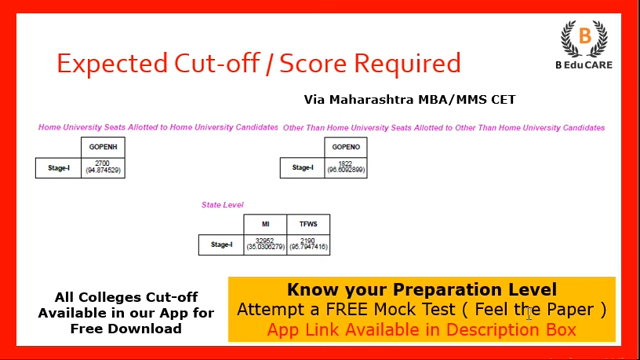 Expected Cut-off / Score Required
B
B EduCARE
Via Maharashtra MBA/MMS CET
Home University Seats Allotted to Home University Candidates
GOPENH
Stage-I
2700
(94.874529)
Other Than Home University Seats Allotted to Other Than Home University Candidates
GOPENO
Stage-I
1822
(96.6092899)
State Level
MI TFWS
Stage-I
32952 2190
(35.0306279) (95.7947416)
All Colleges Cut-off
Available in our App for
Free Download
Know your Preparation Level
Attempt a FREE Mock Test ( Feel the Paper )
App Link Available in Description Box